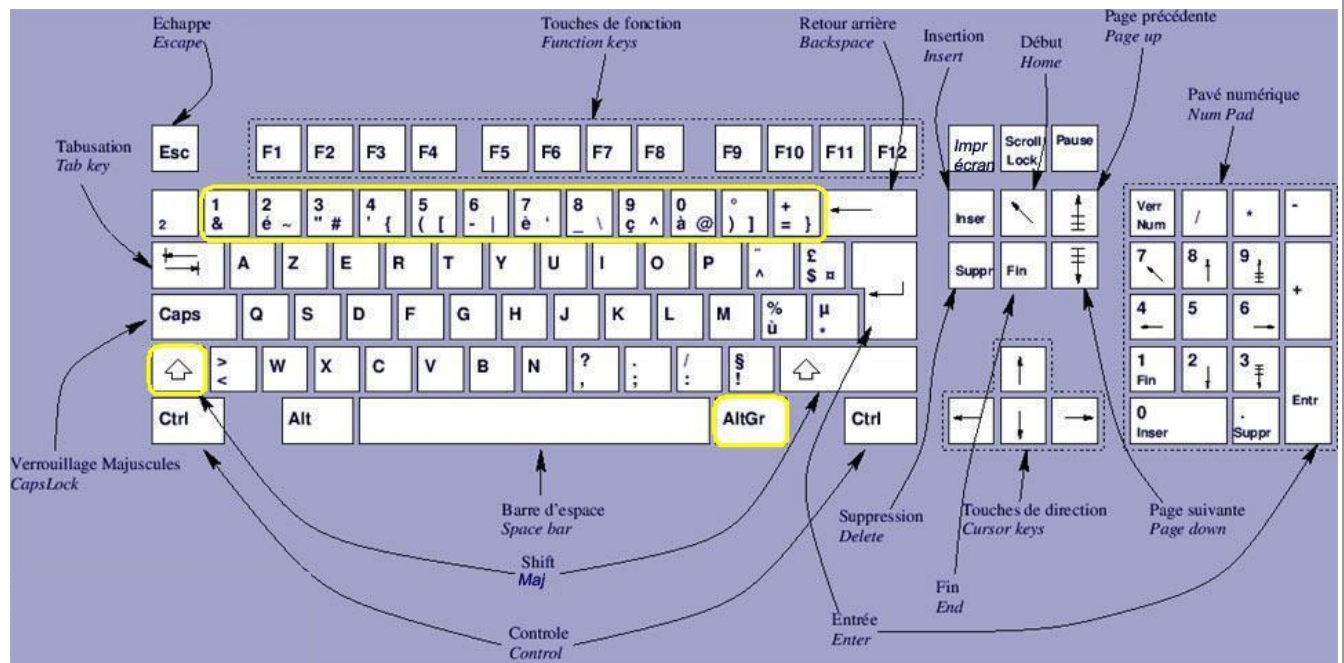 Echappe
Escape
Touches de fonction
Function keys
Retour arrière
Backspace
Insertion
Insert
Début
Home
Page précédente
Page up
Pavé numérique
Num Pad
Tabusation
Tab key
Esc F1 F2 F3 F4 F5 F6 F7 F8 F9 F10 F11 F12
Impr écran
Scroll Lock
Pause
1 2 3 4 5 6 7 8 9 0 ° +
2 & é ~ " # ' { ( [ - | è ` _ \ ç ^ à @ ) ] = }
Inser
Verr Num / * -
A Z E R T Y U I O P ¨ £
^ $ ¤
Suppr Fin
7 8 9 +
Caps Q S D F G H J K L M % µ
ù *
4 5 6
> W X C V B N ? . / §
< , ; : !
1 2 3
Fin
Entr
Ctrl Alt AltGr Ctrl
0 .
Inser Suppr
Verrouillage Majuscules
CapsLock
Barre d'espace
Space bar
Shift
Maj
Controle
Control
Suppression
Delete
Touches de direction
Cursor keys
Page suivante
Page down
Fin
End
Entrée
Enter